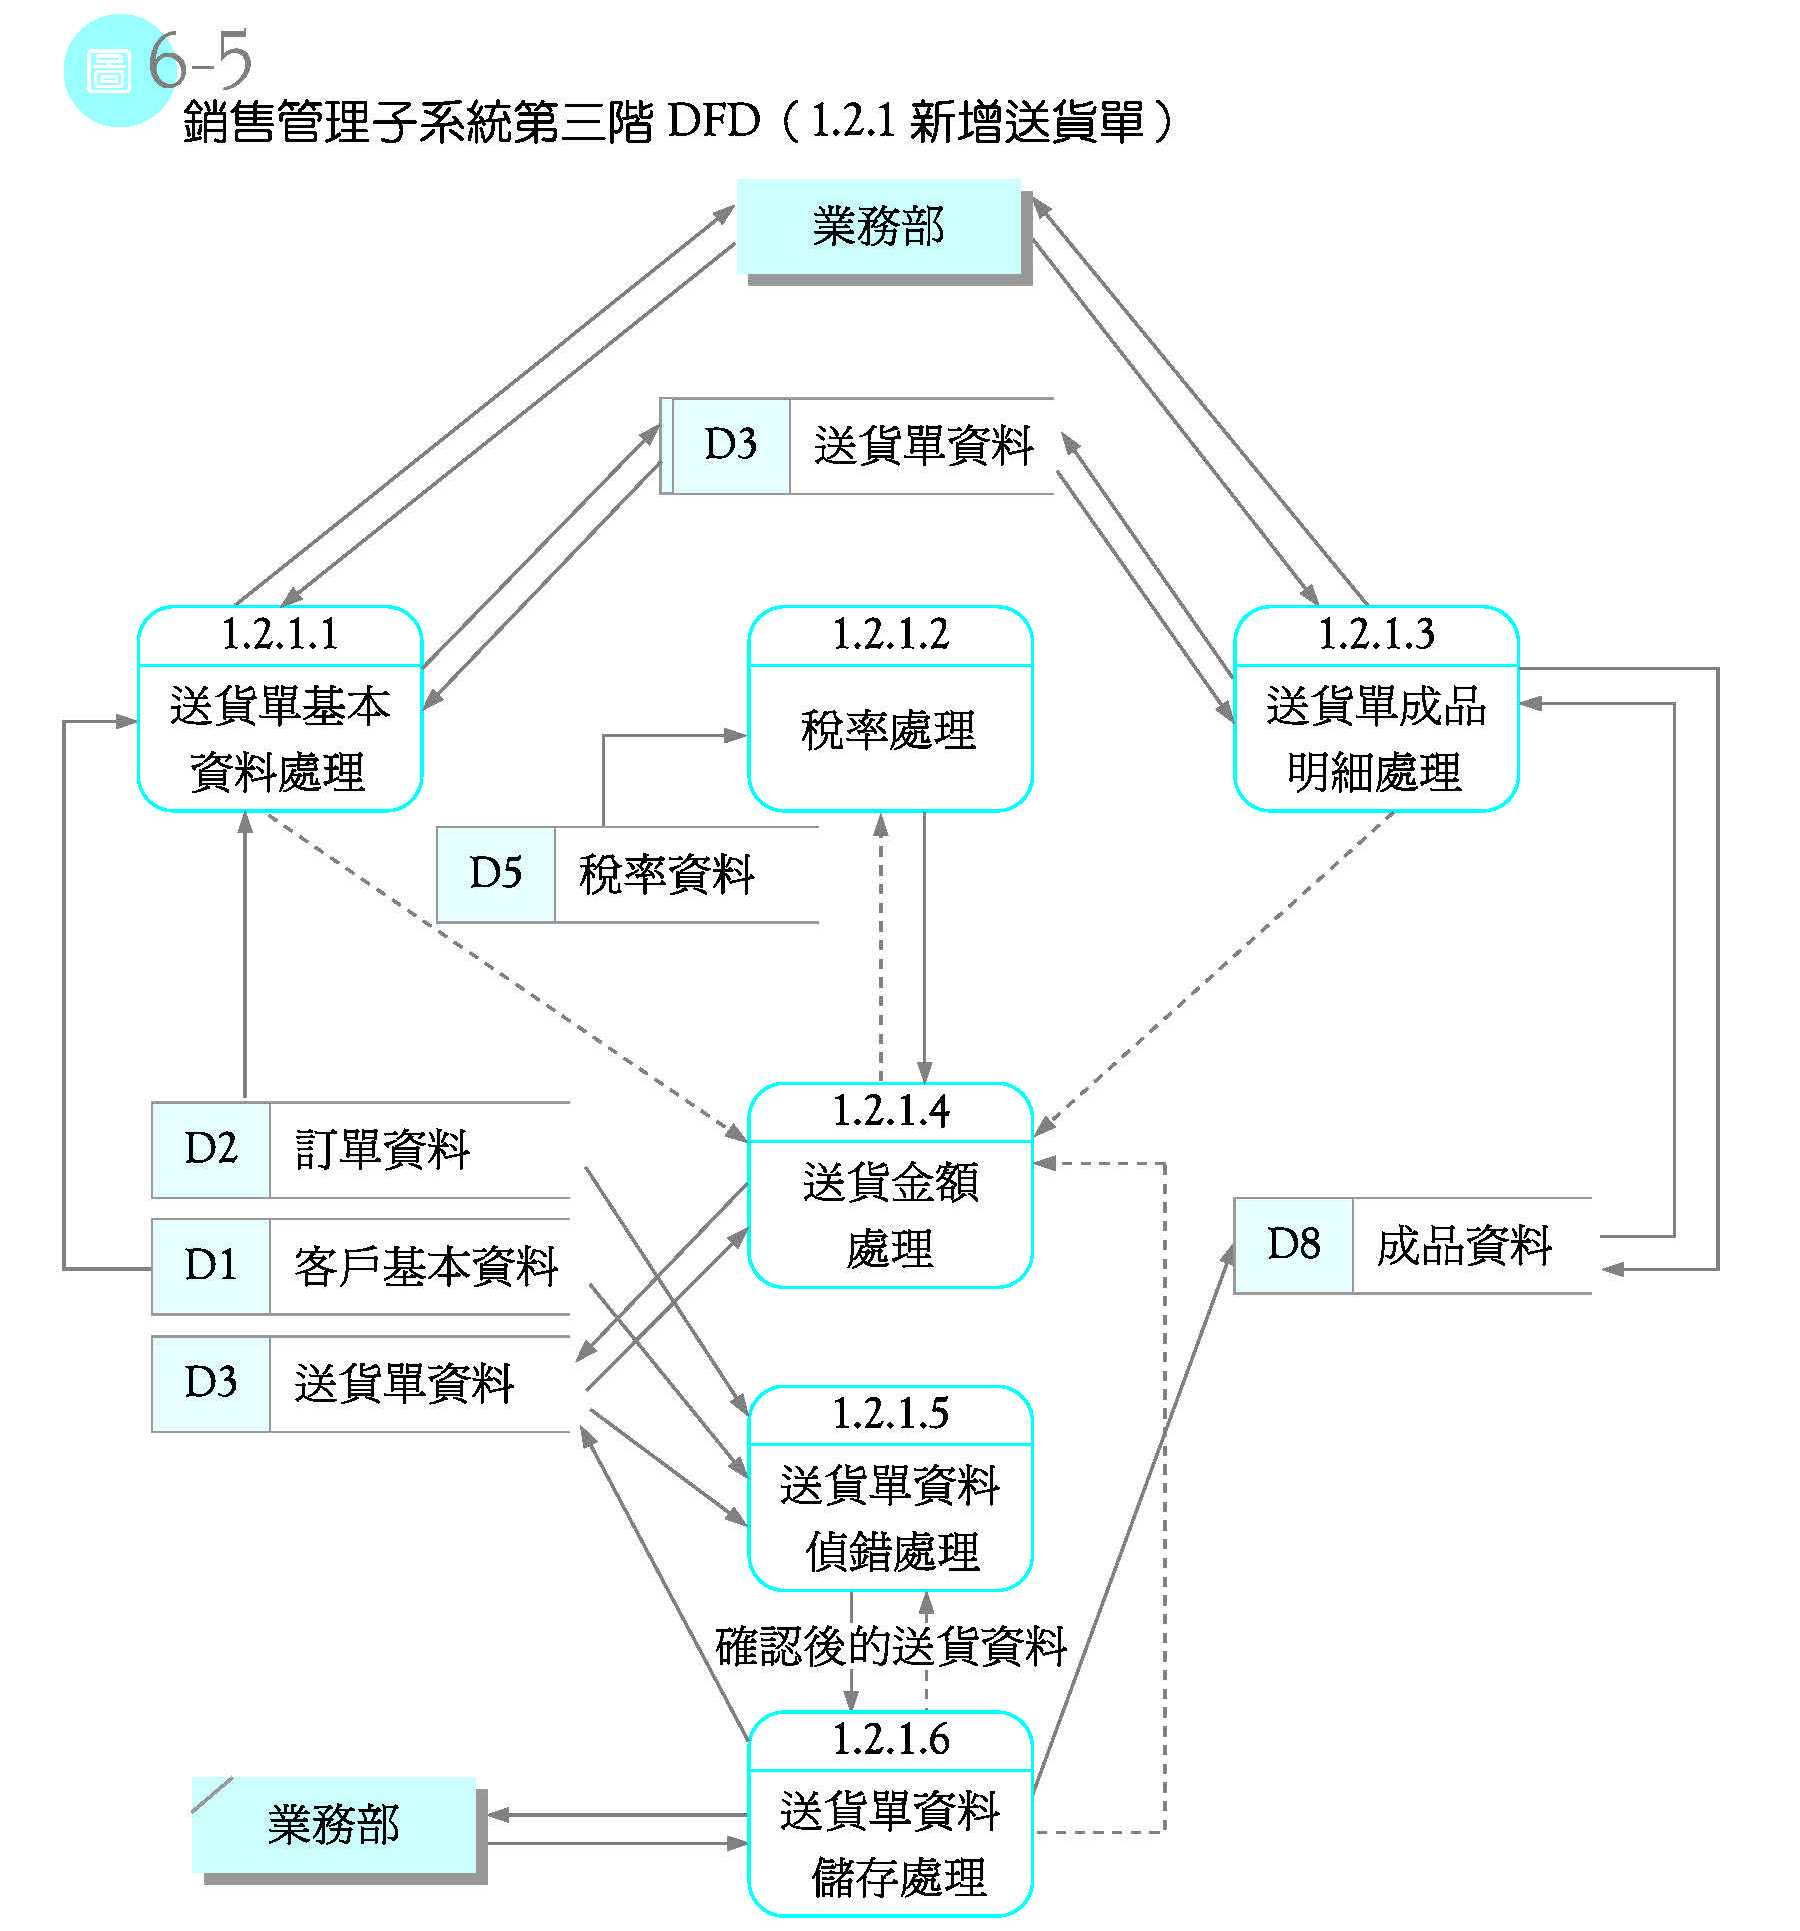 圖 6-5
銷售管理子系統第三階 DFD（1.2.1 新增送貨單）
業務部
D3 送貨單資料
1.2.1.1
送貨單基本
資料處理
1.2.1.2
稅率處理
1.2.1.3
送貨單成品
明細處理
D5 稅率資料
1.2.1.4
送貨金額
處理
D2 訂單資料
D1 客戶基本資料
D3 送貨單資料
D8 成品資料
1.2.1.5
送貨單資料
偵錯處理
確認後的送貨資料
1.2.1.6
送貨單資料
儲存處理
業務部